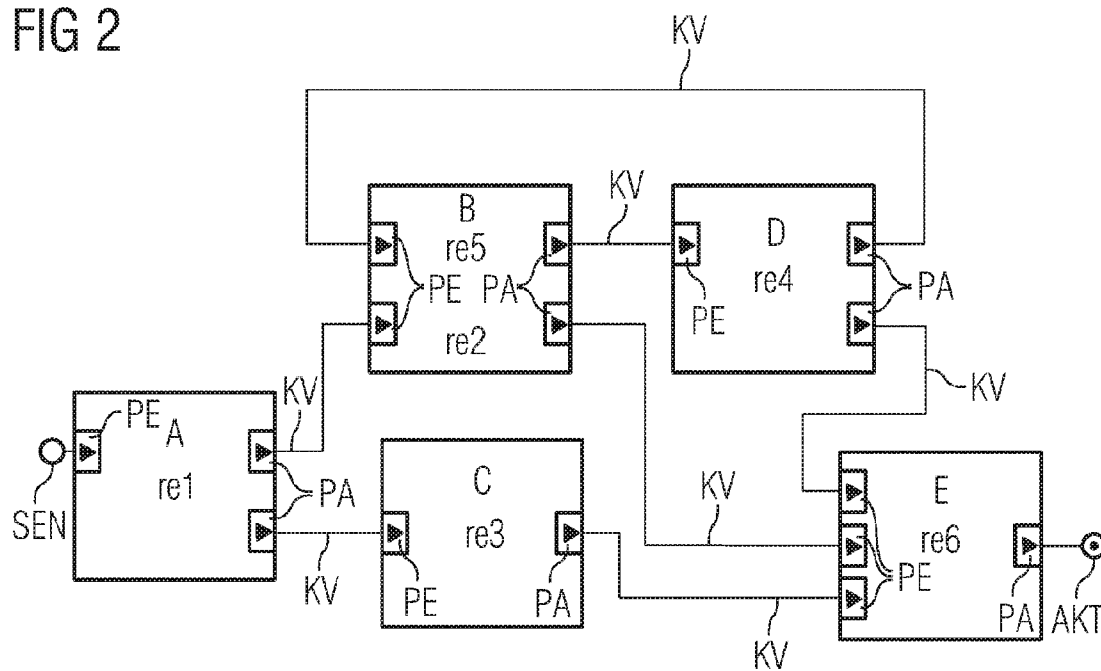 FIG 2
KV
B
re5
PE
PA
re2
KV
D
re4
PE
PA
KV
PE
A
re1
SEN
KV
PA
KV
C
re3
PE
PA
KV
KV
E
re6
PE
PA
AKT